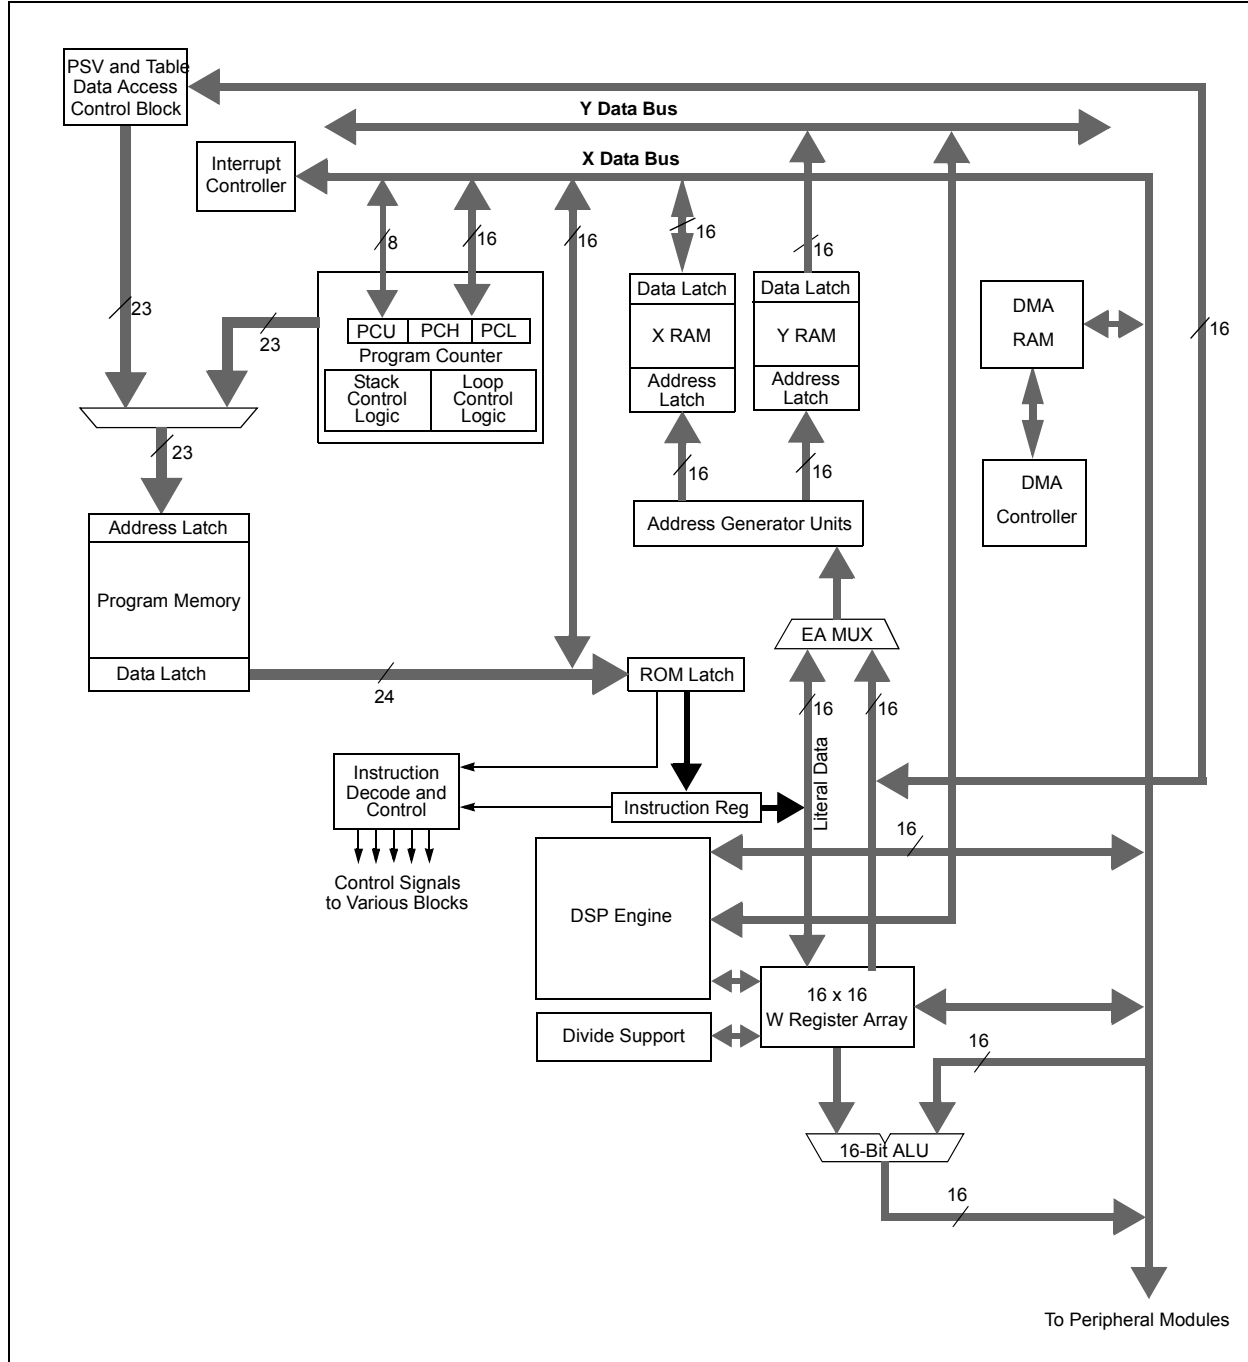 PSV and Table
Data Access
Control Block
Y Data Bus
Interrupt
Controller
X Data Bus
8
16
16
16
16
23
23
PCU PCH PCL
Program Counter
Stack
Control
Logic
Loop
Control
Logic
Data Latch
X RAM
Address
Latch
Data Latch
Y RAM
Address
Latch
DMA
RAM
16
23
16
16
DMA
Controller
Address Generator Units
Address Latch
Program Memory
Data Latch
24
EA MUX
ROM Latch
16
16
Literal Data
Instruction
Decode and
Control
Instruction Reg
Control Signals
to Various Blocks
16
DSP Engine
16 x 16
W Register Array
Divide Support
16
16-Bit ALU
16
To Peripheral Modules